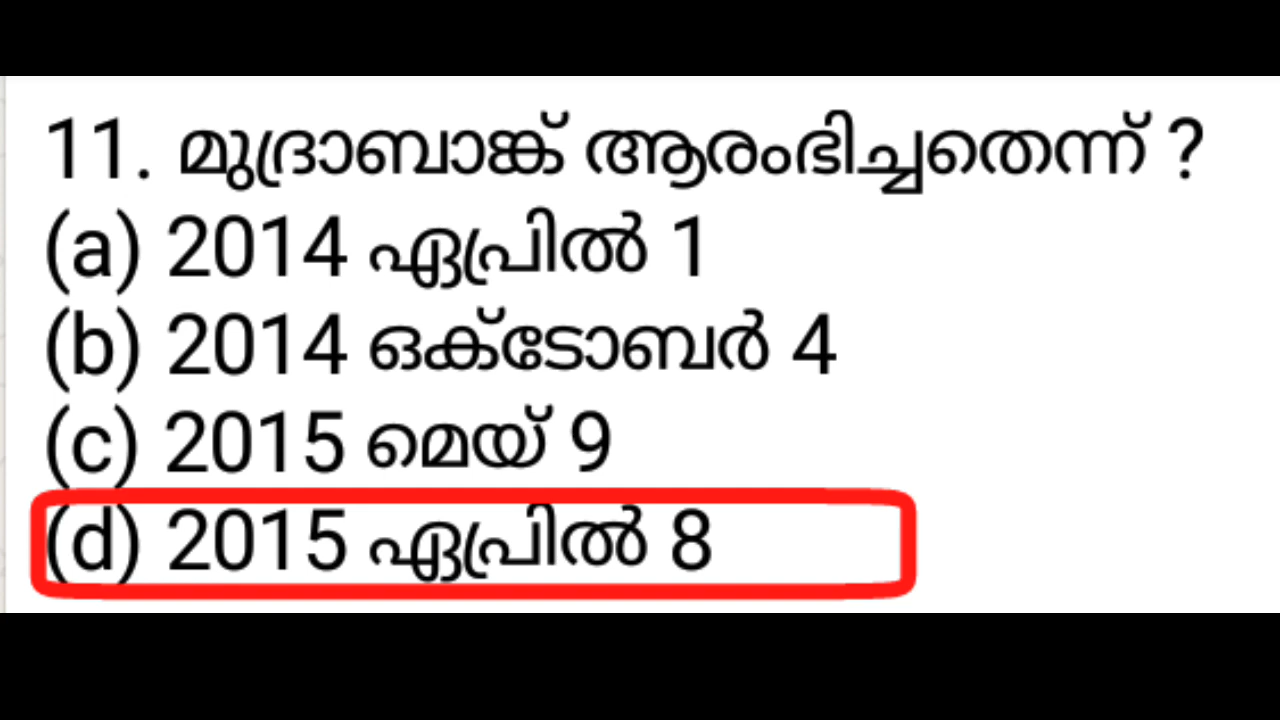 11. മുദ്രാബാങ്ക് ആരംഭിച്ചതെന്ന് ?
(a) 2014 ഏപ്രിൽ 1
(b) 2014 ഒക്ടോബർ 4
(c) 2015 മെയ് 9
(d) 2015 ഏപ്രിൽ 8